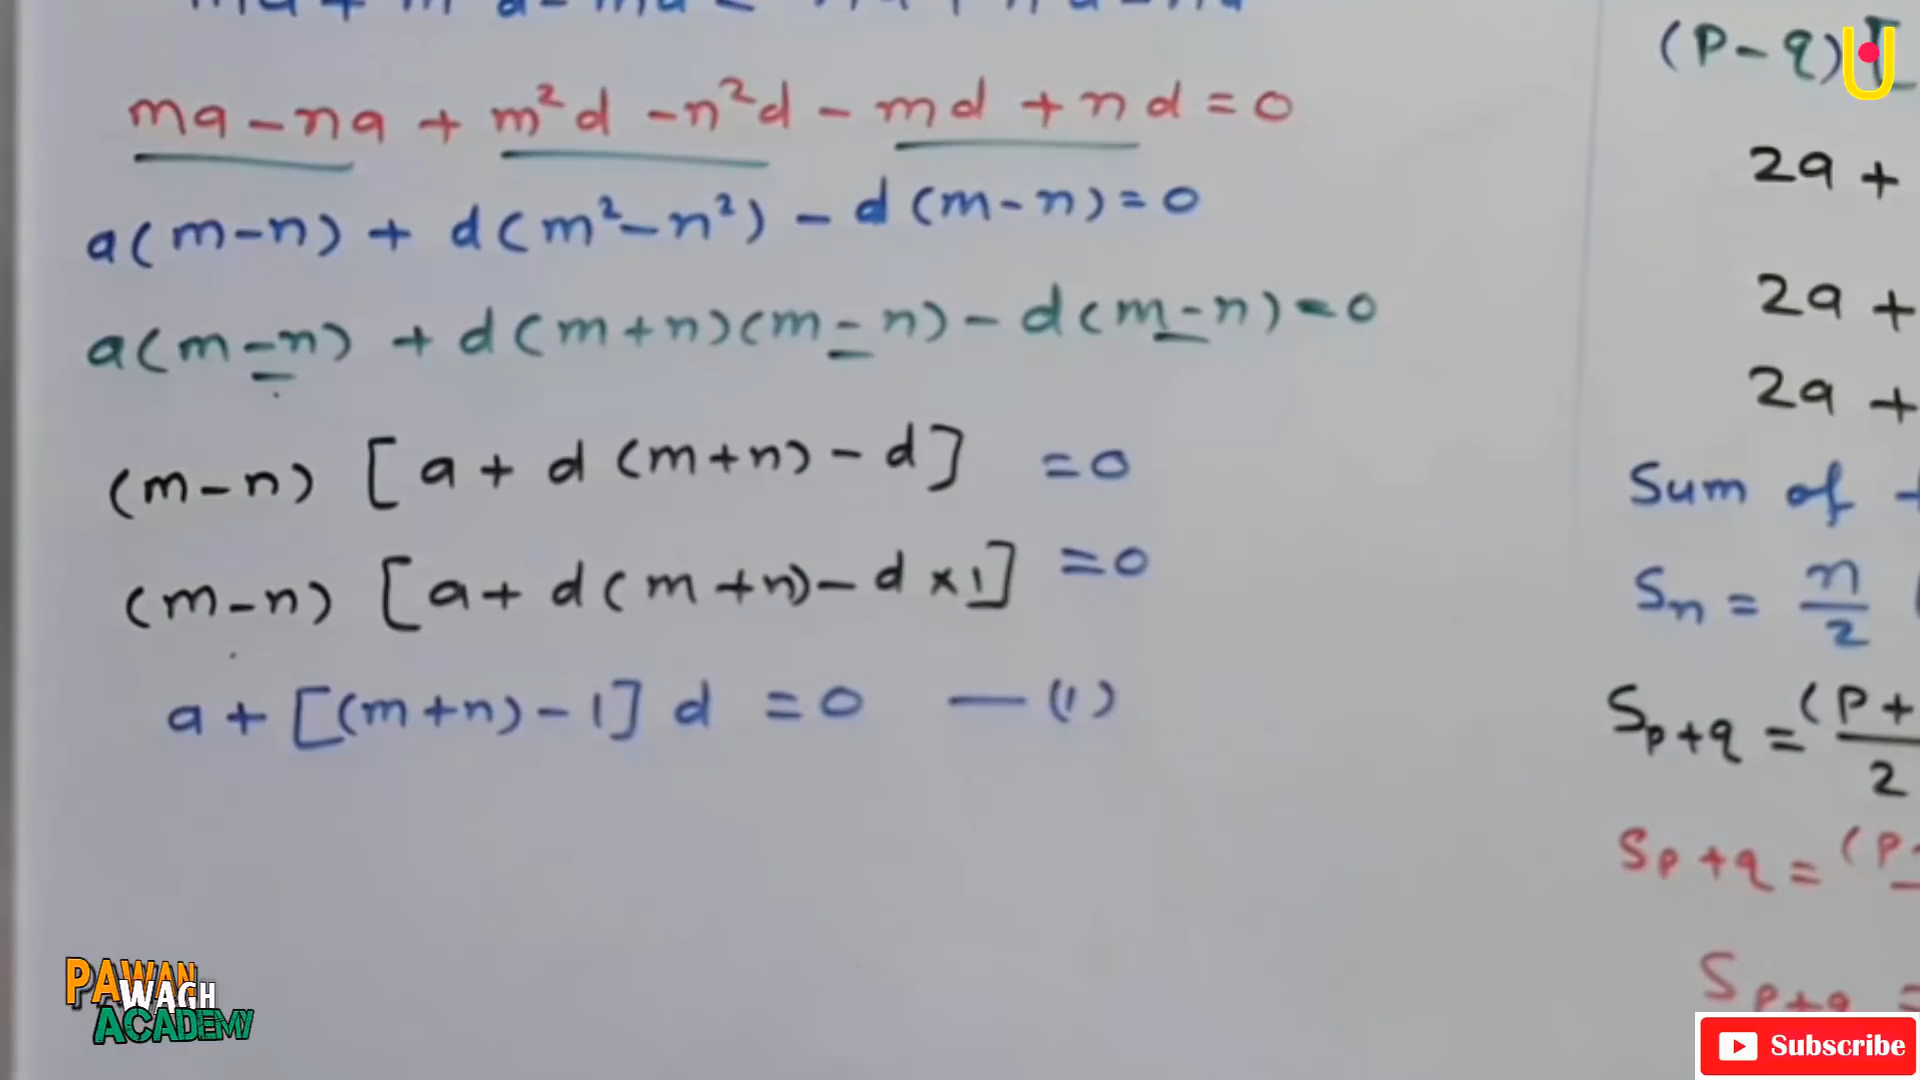 ma - na + m²d - n²d - md + nd = 0
a(m-n) + d(m²-n²) - d(m-n) = 0
a(m-n) + d(m+n)(m-n) - d(m-n) = 0
(m-n) [a + d(m+n) - d] = 0
(m-n) [a + d(m+n) - d×1] = 0
a + [(m+n) - 1] d = 0 — (1)
(P-q)[
2a +
2a +
2a +
Sum of
Sn = n/2
Sp+q = (P+ / 2
Sp+q = (P
Sp+q =
PAWAN
WAGH
ACADEMY
U
Subscribe